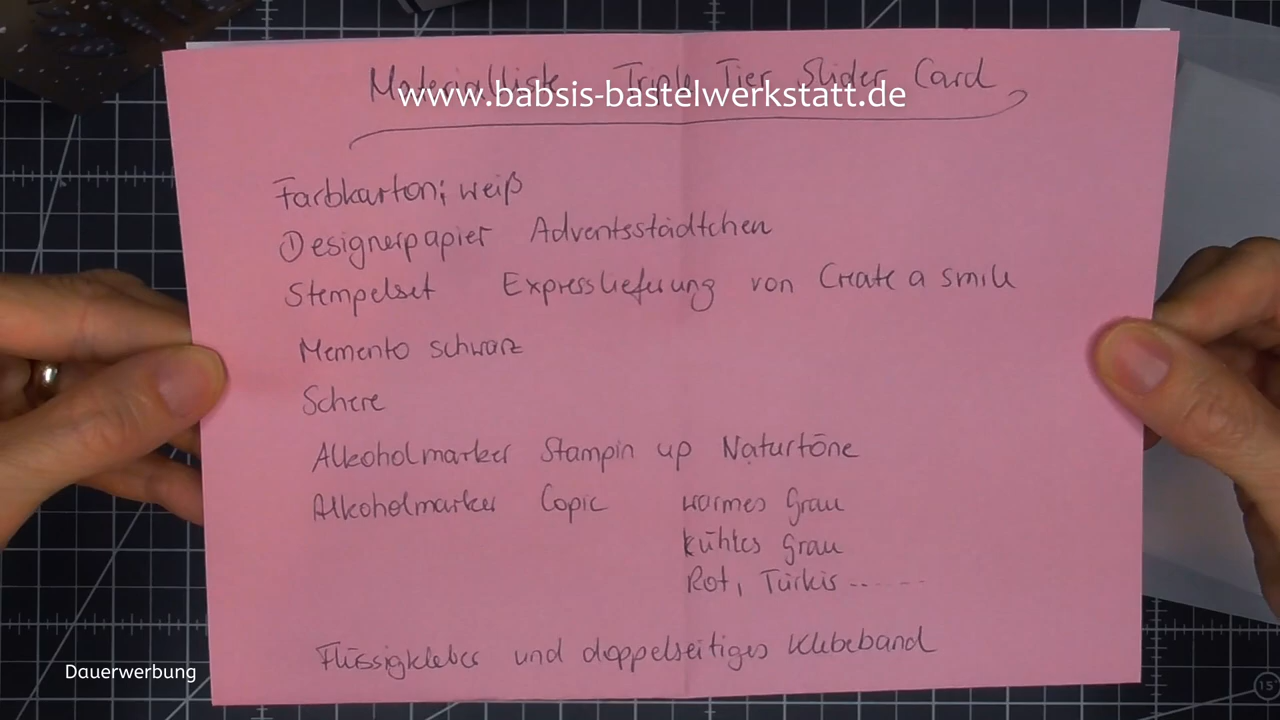 Materialliste Triple Tier Slider Card
www.babsis-bastelwerkstatt.de
Farbkarton; weiß
Designerpapier Adventsstädtchen
Stempelset Expresslieferung von Create a smile
Memento schwarz
Schere
Alkoholmarker Stampin up Naturtöne
Alkoholmarker Copic warmes Grau
kühles Grau
Rot, Türkis --------
Flüssigkleber und doppelseitiges Klebeband
Dauerwerbung
15